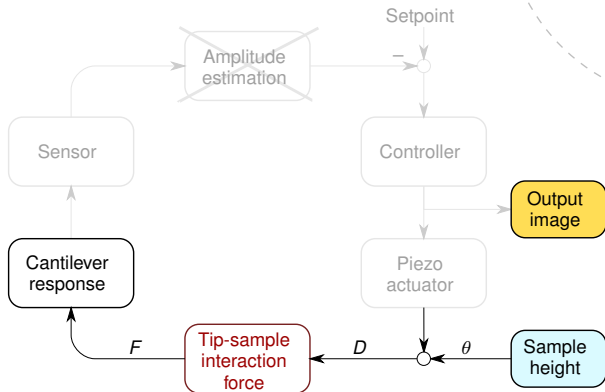 Setpoint
Amplitude
estimation
−
Sensor
Controller
Output
image
Cantilever
response
Piezo
actuator
F
Tip-sample
interaction
force
D
θ
Sample
height